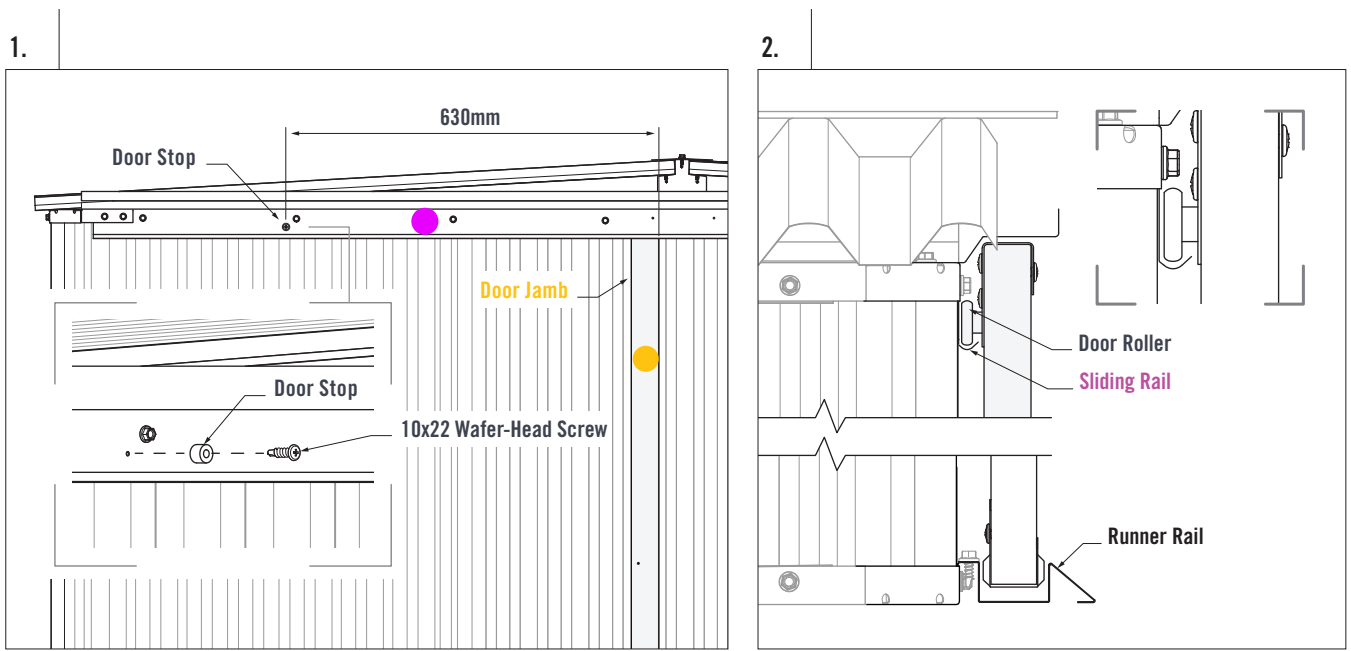 1.
630mm
Door Stop
Door Jamb
Door Stop
10x22 Wafer-Head Screw
2.
Door Roller
Sliding Rail
Runner Rail